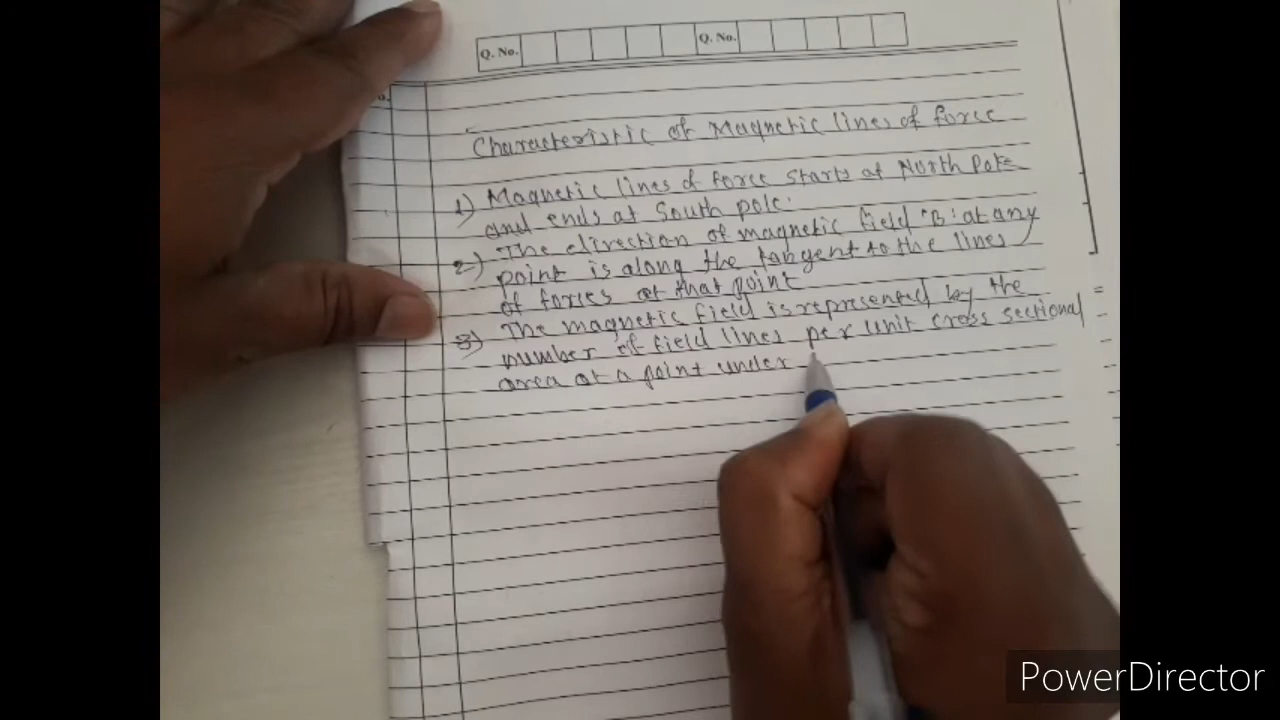 Q. No. Q. No.
Characteristic of Magnetic lines of force
1) Magnetic lines of force starts at North Pole
and ends at South pole.
2) The direction of magnetic field 'B' at any
point is along the tangent to the lines
of forces at that point
3) The magnetic field is represented by the
number of field lines per unit cross sectional
area at a point under
PowerDirector